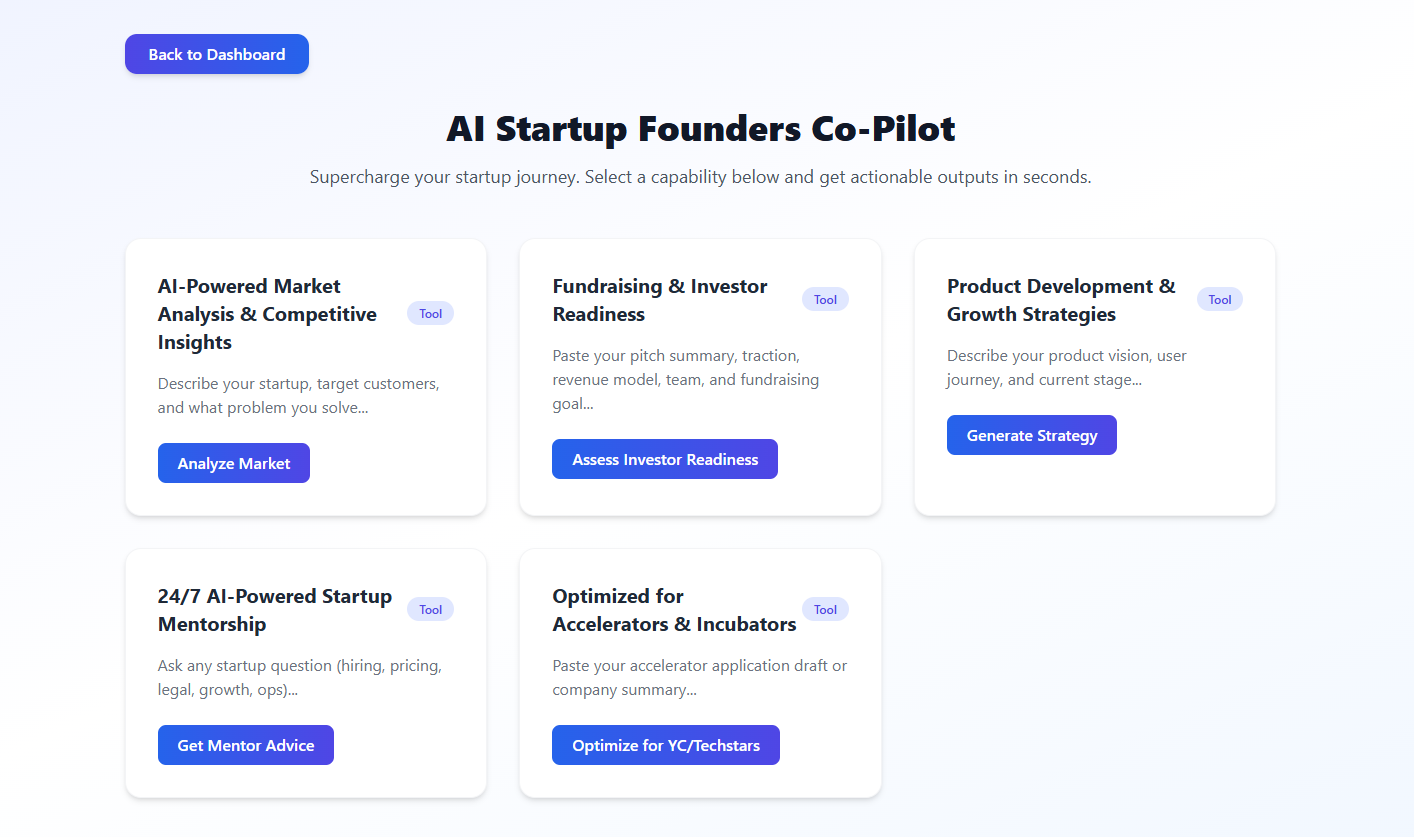 Back to Dashboard
AI Startup Founders Co-Pilot
Supercharge your startup journey. Select a capability below and get actionable outputs in seconds.
AI-Powered Market
Analysis & Competitive
Insights
Tool
Describe your startup, target customers,
and what problem you solve...
Analyze Market
Fundraising & Investor
Readiness
Tool
Paste your pitch summary, traction,
revenue model, team, and fundraising
goal...
Assess Investor Readiness
Product Development &
Growth Strategies
Tool
Describe your product vision, user
journey, and current stage...
Generate Strategy
24/7 AI-Powered Startup
Mentorship
Tool
Ask any startup question (hiring, pricing,
legal, growth, ops)...
Get Mentor Advice
Optimized for
Accelerators & Incubators
Tool
Paste your accelerator application draft or
company summary...
Optimize for YC/Techstars